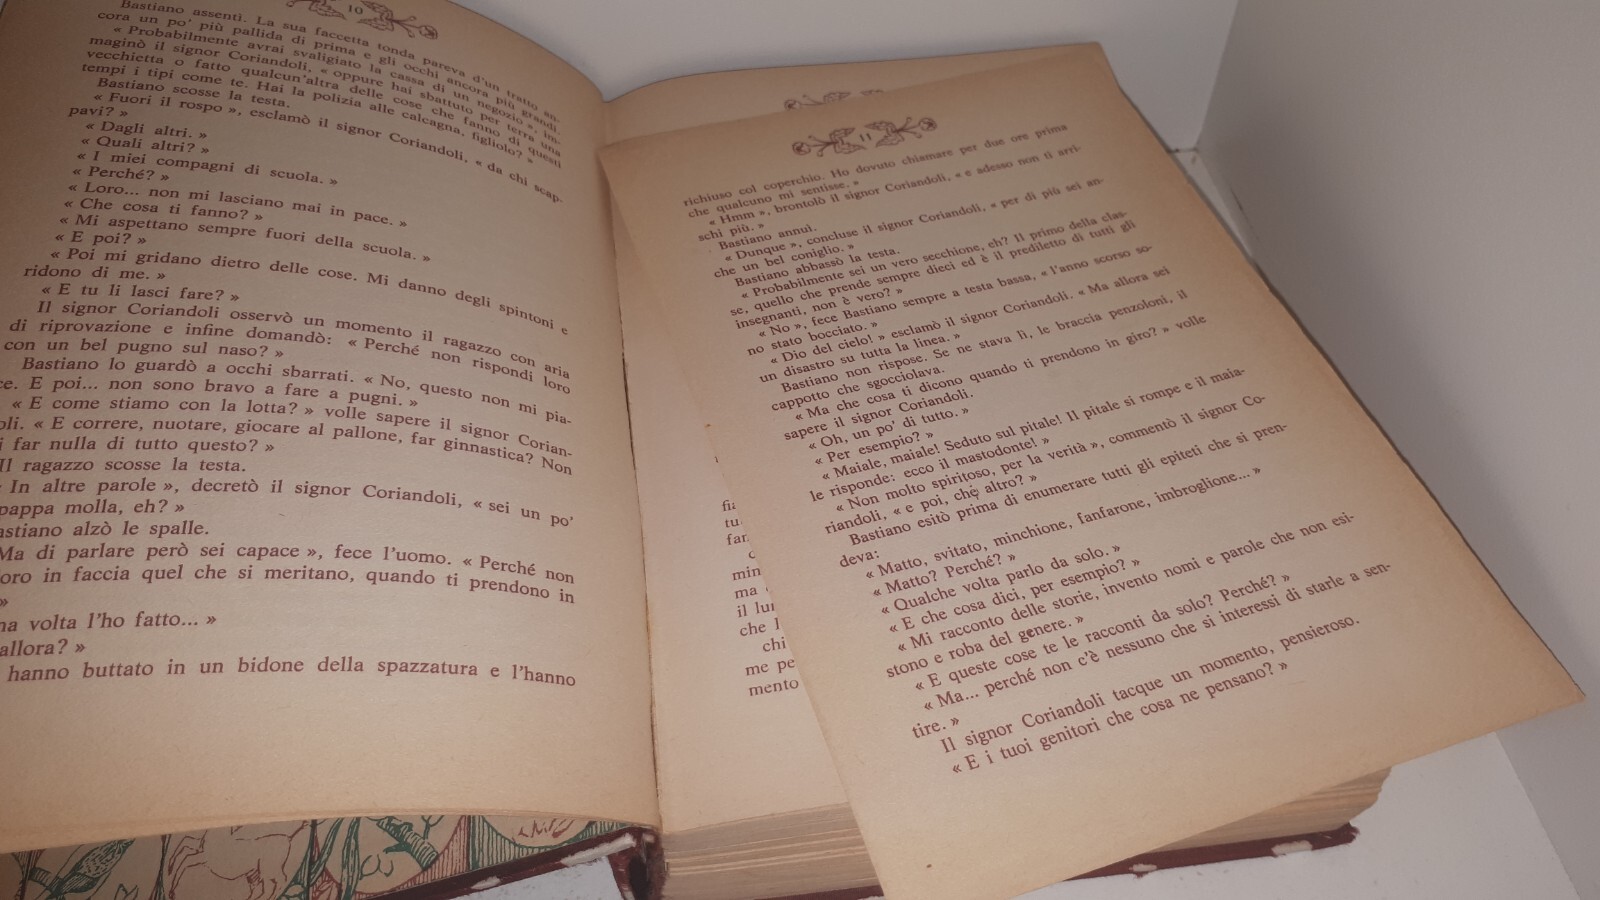 10
Bastiano assentì. La sua faccetta tonda pareva d'un tratto an-
cora un po' più pallida di prima e gli occhi ancora più grandi.
« Probabilmente avrai svaligiato la cassa di un negozio », im-
maginò il signor Coriandoli, « oppure hai sbattuto per terra una
vecchietta o fatto qualcun'altra delle cose che fanno di questi
tempi i tipi come te. Hai la polizia alle calcagna, figliolo? »
Bastiano scosse la testa.
« Fuori il rospo », esclamò il signor Coriandoli, « da chi scap-
pavi? »
« Dagli altri. »
« Quali altri? »
« I miei compagni di scuola. »
« Perché? »
« Loro... non mi lasciano mai in pace. »
« Che cosa ti fanno? »
« Mi aspettano sempre fuori della scuola. »
« E poi? »
« Poi mi gridano dietro delle cose. Mi danno degli spintoni e
ridono di me. »
« E tu li lasci fare? »
Il signor Coriandoli osservò un momento il ragazzo con aria
di riprovazione e infine domandò: « Perché non rispondi loro
con un bel pugno sul naso? »
Bastiano lo guardò a occhi sbarrati. « No, questo non mi pia-
ce. E poi... non sono bravo a fare a pugni. »
« E come stiamo con la lotta? » volle sapere il signor Corian-
oli. « E correre, nuotare, giocare al pallone, far ginnastica? Non
i far nulla di tutto questo? »
Il ragazzo scosse la testa.
« In altre parole », decretò il signor Coriandoli, « sei un po'
pappa molla, eh? »
astiano alzò le spalle.
Ma di parlare però sei capace », fece l'uomo. « Perché non
oro in faccia quel che si meritano, quando ti prendono in
»
na volta l'ho fatto... »
allora? »
hanno buttato in un bidone della spazzatura e l'hanno
fia
tu
fan
min
ma
il lu
che l
chi
me pe
mento
11
richiuso col coperchio. Ho dovuto chiamare per due ore prima
che qualcuno mi sentisse. »
« Hmm », brontolò il signor Coriandoli, « e adesso non ti arri-
schi più. »
Bastiano annuì.
« Dunque », concluse il signor Coriandoli, « per di più sei an-
che un bel coniglio. »
Bastiano abbassò la testa.
« Probabilmente sei un vero secchione, eh? Il primo della clas-
se, quello che prende sempre dieci ed è il prediletto di tutti gli
insegnanti, non è vero? »
« No », fece Bastiano sempre a testa bassa, « l'anno scorso so-
no stato bocciato. »
« Dio del cielo! » esclamò il signor Coriandoli. « Ma allora sei
un disastro su tutta la linea. »
Bastiano non rispose. Se ne stava lì, le braccia penzoloni, il
cappotto che sgocciolava.
« Ma che cosa ti dicono quando ti prendono in giro? » volle
sapere il signor Coriandoli.
« Oh, un po' di tutto. »
« Per esempio? »
« Maiale, maiale! Seduto sul pitale! Il pitale si rompe e il maia-
le risponde: ecco il mastodonte! »
« Non molto spiritoso, per la verità », commentò il signor Co-
riandoli, « e poi, che altro? »
Bastiano esitò prima di enumerare tutti gli epiteti che si pren-
deva:
« Matto, svitato, minchione, fanfarone, imbroglione... »
« Matto? Perché? »
« Qualche volta parlo da solo. »
« E che cosa dici, per esempio? »
« Mi racconto delle storie, invento nomi e parole che non esi-
stono e roba del genere. »
« E queste cose te le racconti da solo? Perché? »
« Ma... perché non c'è nessuno che si interessi di starle a sen-
tire. »
Il signor Coriandoli tacque un momento, pensieroso.
« E i tuoi genitori che cosa ne pensano? »